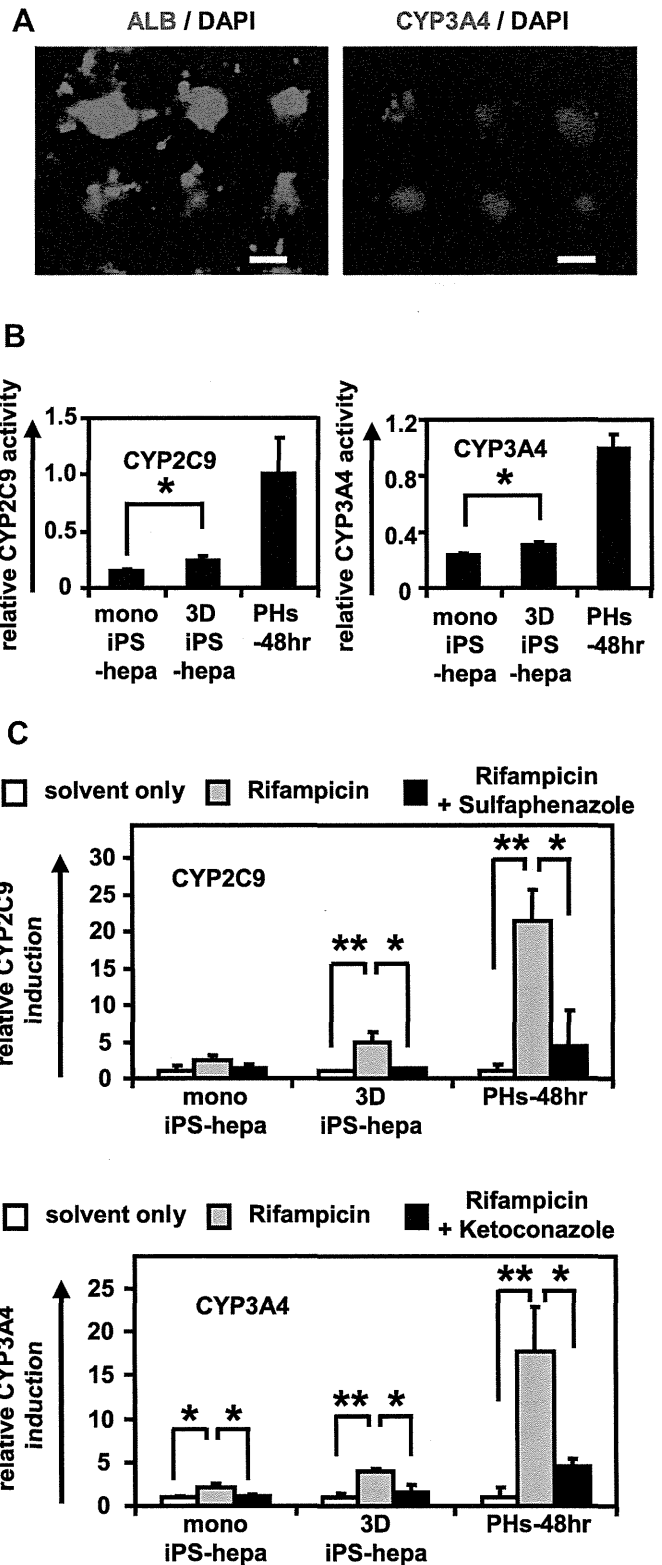 A
ALB / DAPI
CYP3A4 / DAPI
B
relative CYP2C9 activity
1.5
1.0
0.5
0
CYP2C9
*
mono iPS -hepa
3D iPS -hepa
PHs -48hr
relative CYP3A4 activity
1.2
0.8
0.4
0
CYP3A4
*
mono iPS -hepa
3D iPS -hepa
PHs -48hr
C
solvent only
Rifampicin
Rifampicin
+ Sulfaphenazole
relative CYP2C9
induction
30
25
20
15
10
5
0
CYP2C9
** *
** *
mono
iPS-hepa
3D
iPS-hepa
PHs-48hr
solvent only
Rifampicin
Rifampicin
+ Ketoconazole
relative CYP3A4
induction
25
20
15
10
5
0
CYP3A4
* *
** *
** *
mono
iPS-hepa
3D
iPS-hepa
PHs-48hr